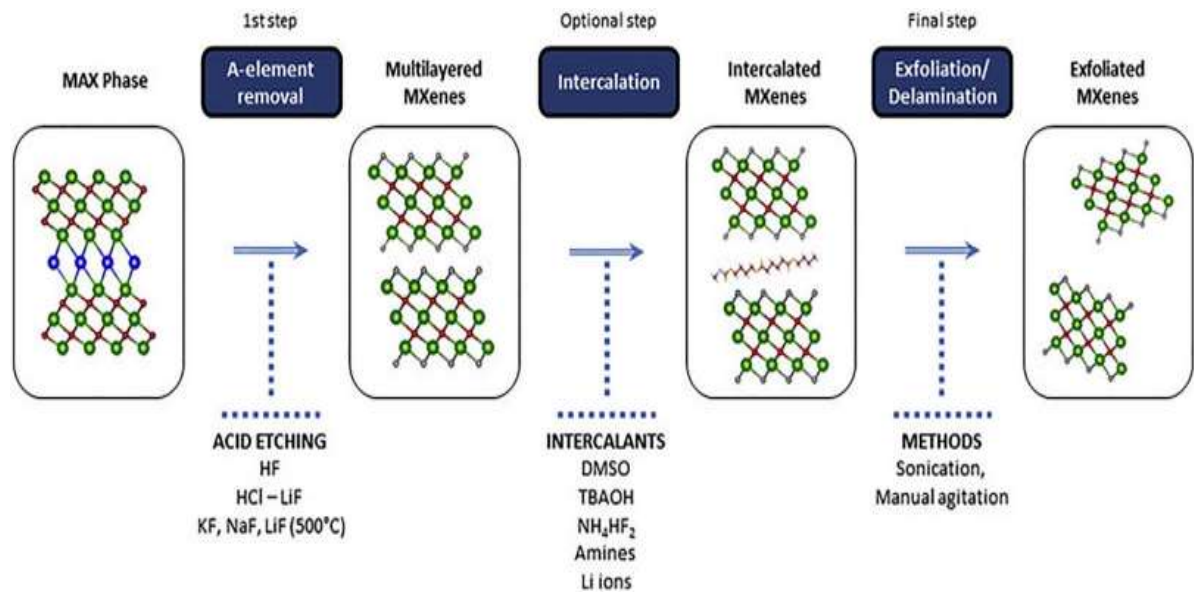 1st step
Optional step
Final step
MAX Phase
A-element
removal
Multilayered
MXenes
Intercalation
Intercalated
MXenes
Exfoliation/
Delamination
Exfoliated
MXenes
ACID ETCHING
HF
HCl – LiF
KF, NaF, LiF (500°C)
INTERCALANTS
DMSO
TBAOH
NH₄HF₂
Amines
Li ions
METHODS
Sonication,
Manual agitation